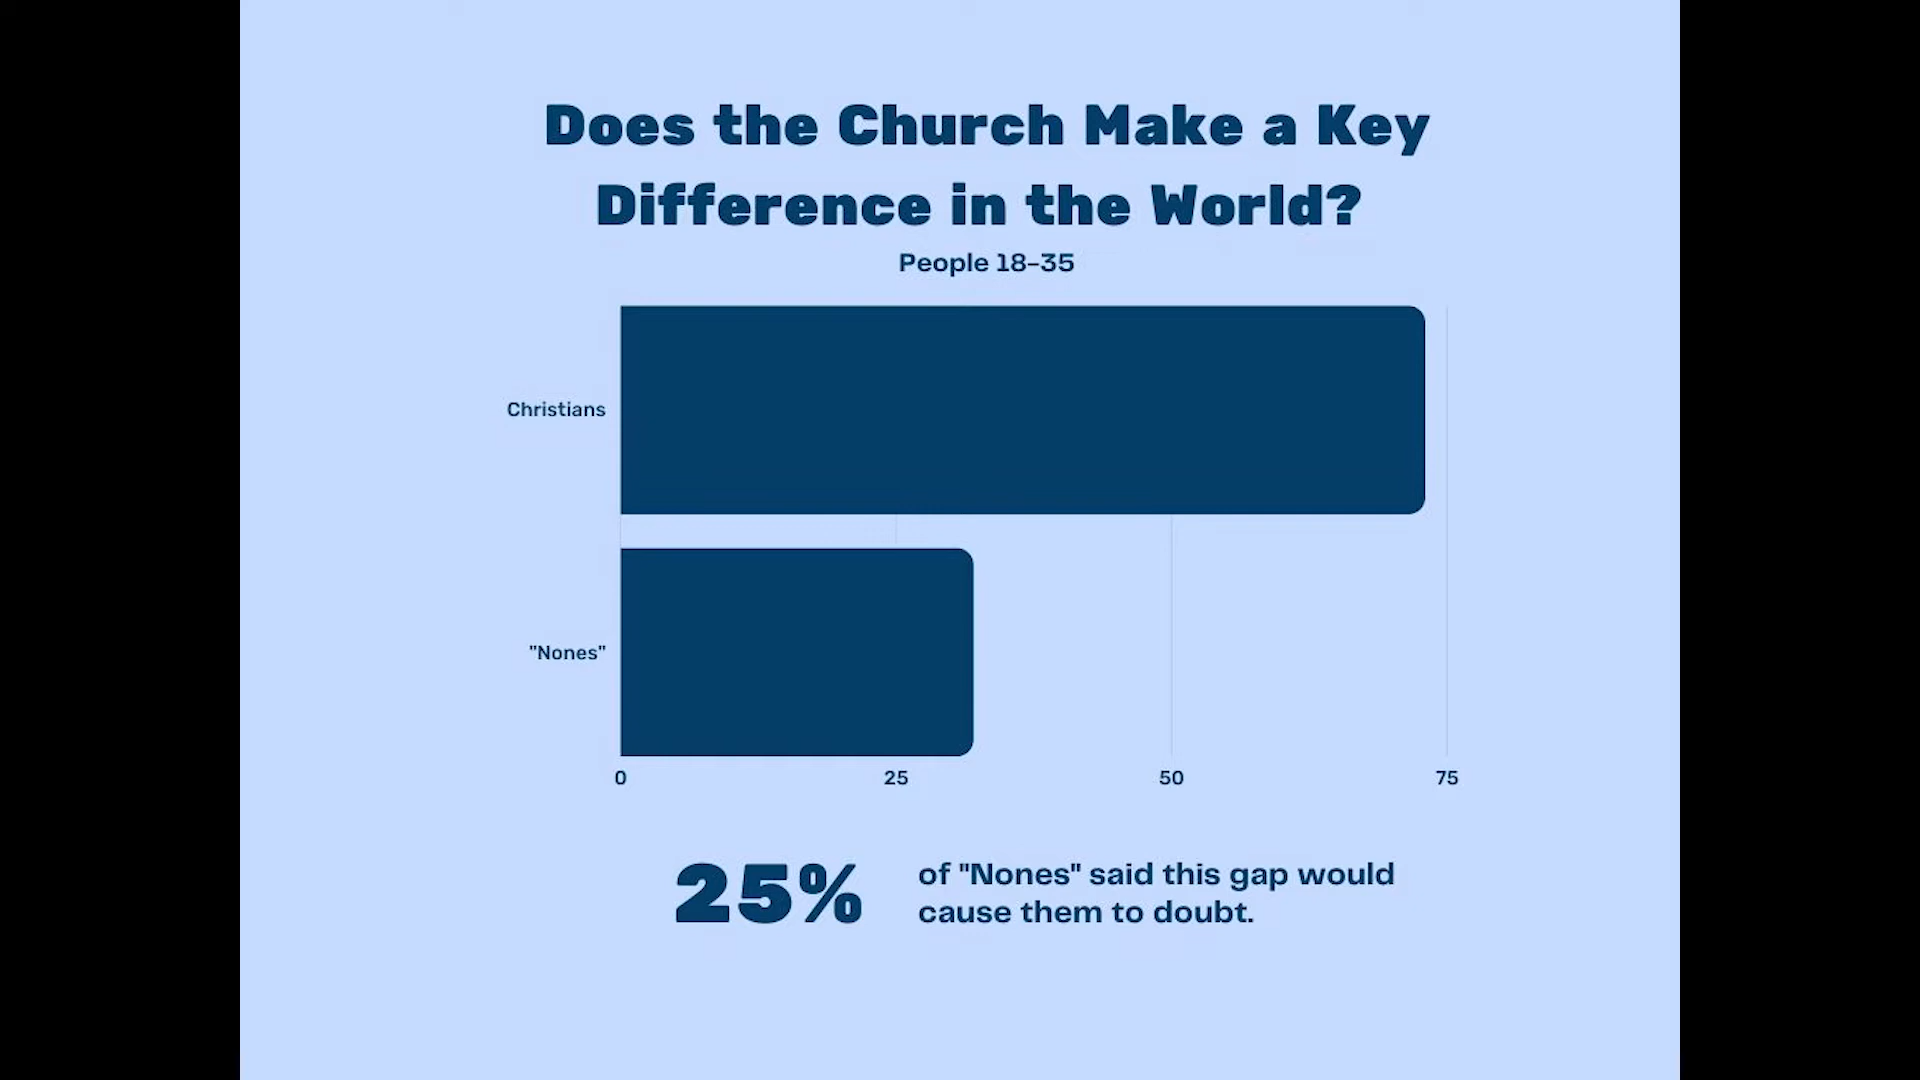 Does the Church Make a Key
Difference in the World?
People 18–35
Christians
"Nones"
0 25 50 75
25%
of "Nones" said this gap would
cause them to doubt.